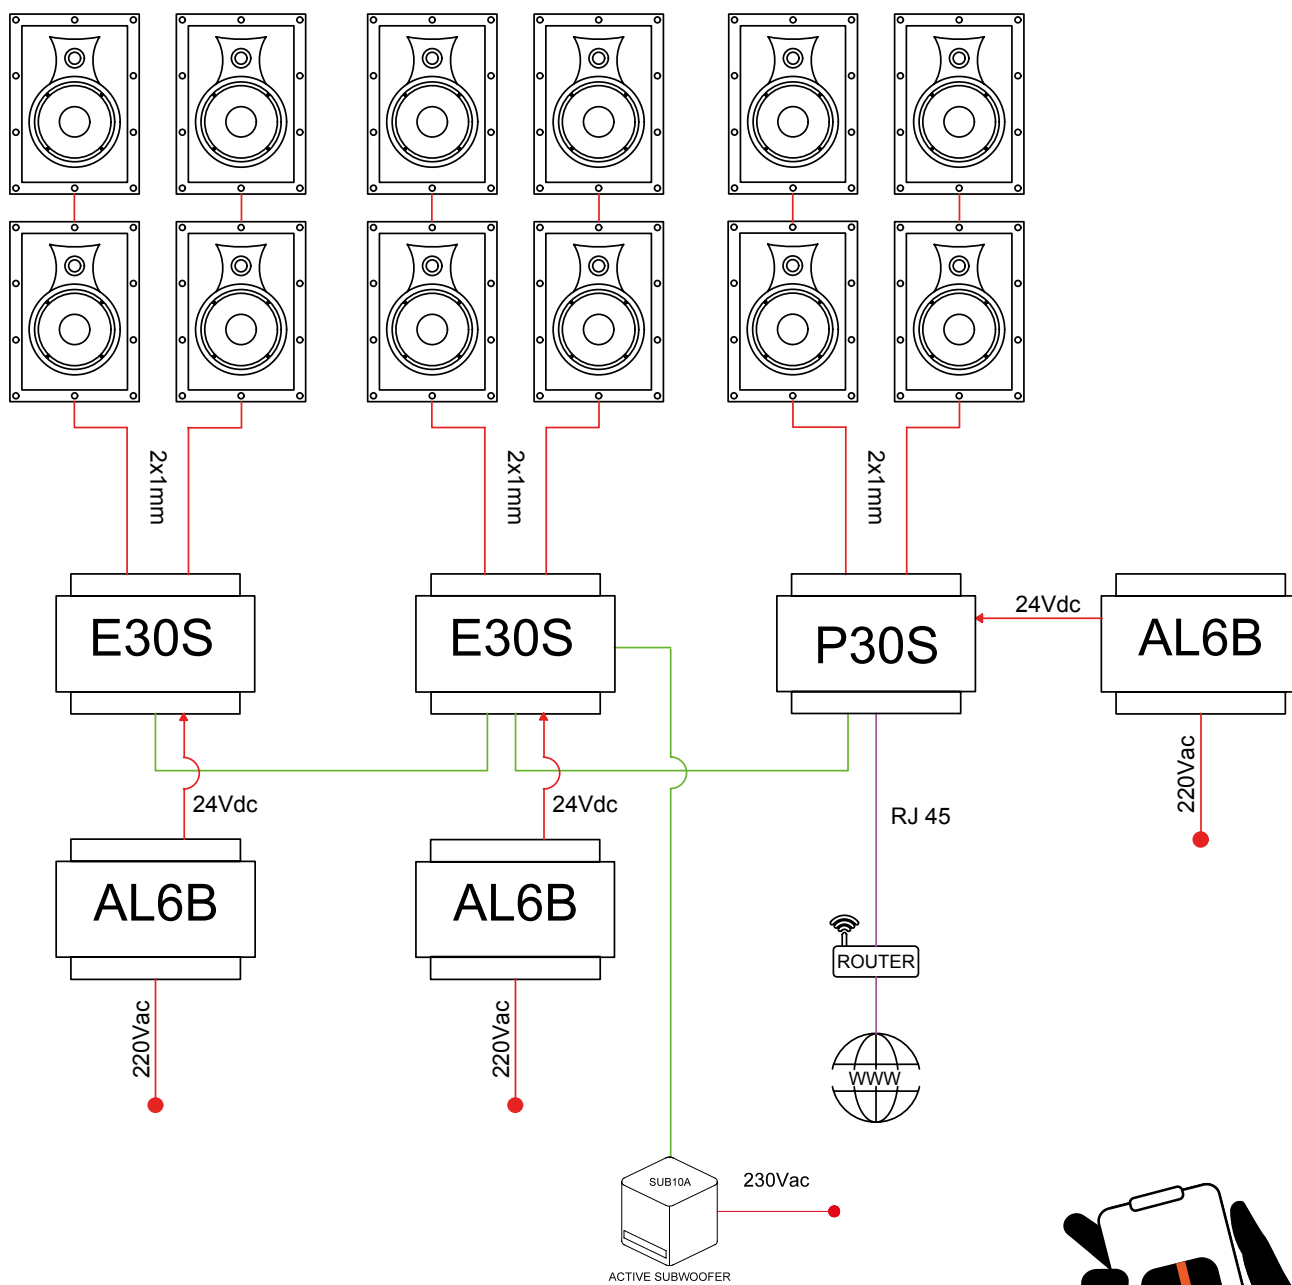 2x1mm
2x1mm
2x1mm
E30S
E30S
P30S
24Vdc
AL6B
24Vdc
24Vdc
220Vac
RJ 45
AL6B
AL6B
ROUTER
220Vac
220Vac
WWW
SUB10A
230Vac
ACTIVE SUBWOOFER